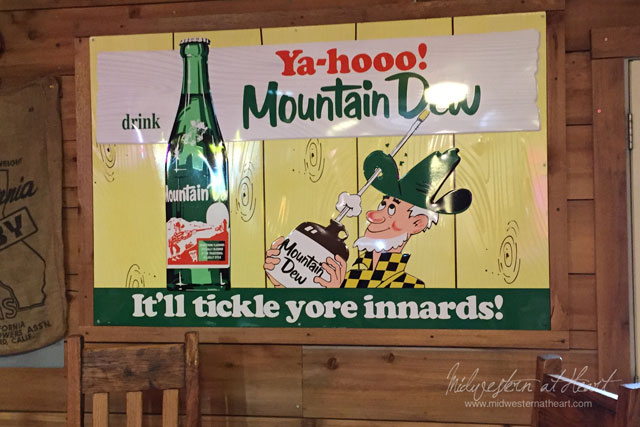 Ya-hooo!
drink Mountain Dew
Mountain
Mountain
Dew
It'll tickle yore innards!
Midwestern at Heart
www.midwesternatheart.com